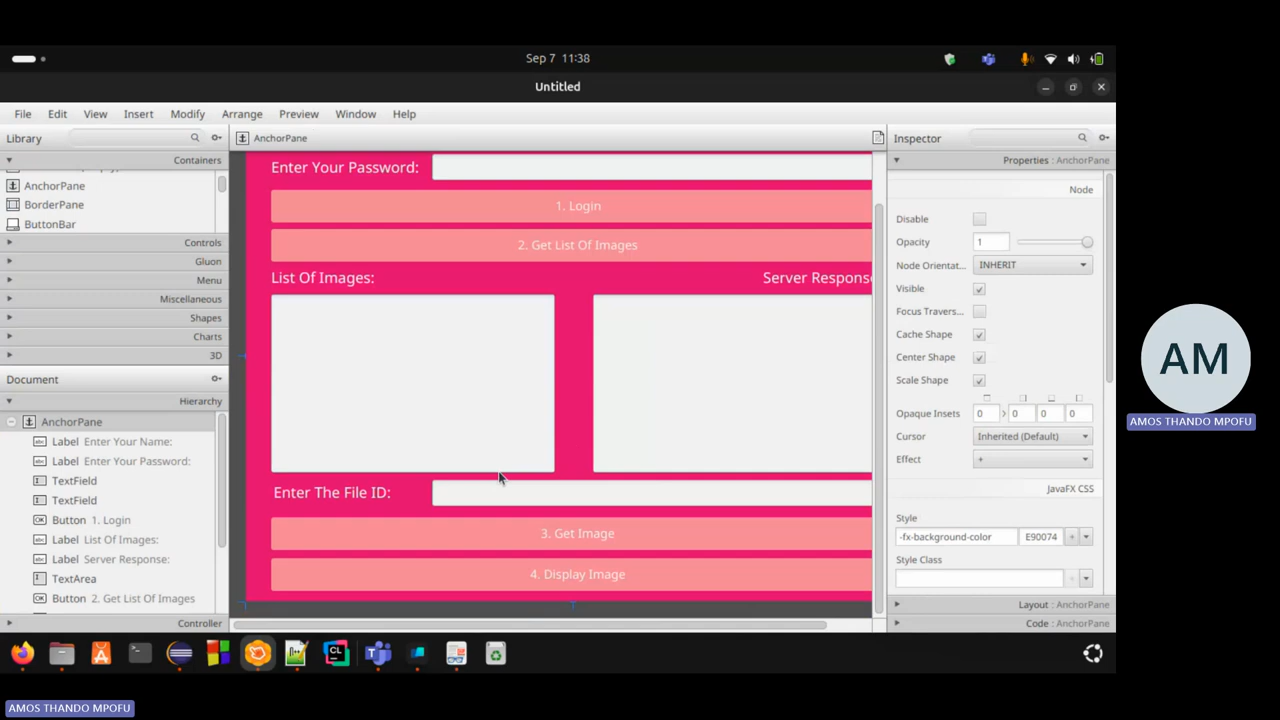 Sep 7 11:38
Untitled
File Edit View Insert Modify Arrange Preview Window Help
Library
AnchorPane
Inspector
Containers
Properties : AnchorPane
AnchorPane
BorderPane
ButtonBar
Controls
Gluon
Menu
Miscellaneous
Shapes
Charts
3D
Document
Hierarchy
AnchorPane
Label Enter Your Name:
Label Enter Your Password:
TextField
TextField
Button 1. Login
Label List Of Images:
Label Server Response:
TextArea
Button 2. Get List Of Images
Controller
Enter Your Password:
1. Login
2. Get List Of Images
List Of Images:
Server Respons
Enter The File ID:
3. Get Image
4. Display Image
Node
Disable
Opacity 1
Node Orientat... INHERIT
Visible
Focus Travers...
Cache Shape
Center Shape
Scale Shape
Opaque Insets 0 0 0 0
Cursor Inherited (Default)
Effect +
JavaFX CSS
Style
-fx-background-color E90074 +
Style Class
+
Layout : AnchorPane
Code : AnchorPane
CL
AM
AMOS THANDO MPOFU
AMOS THANDO MPOFU